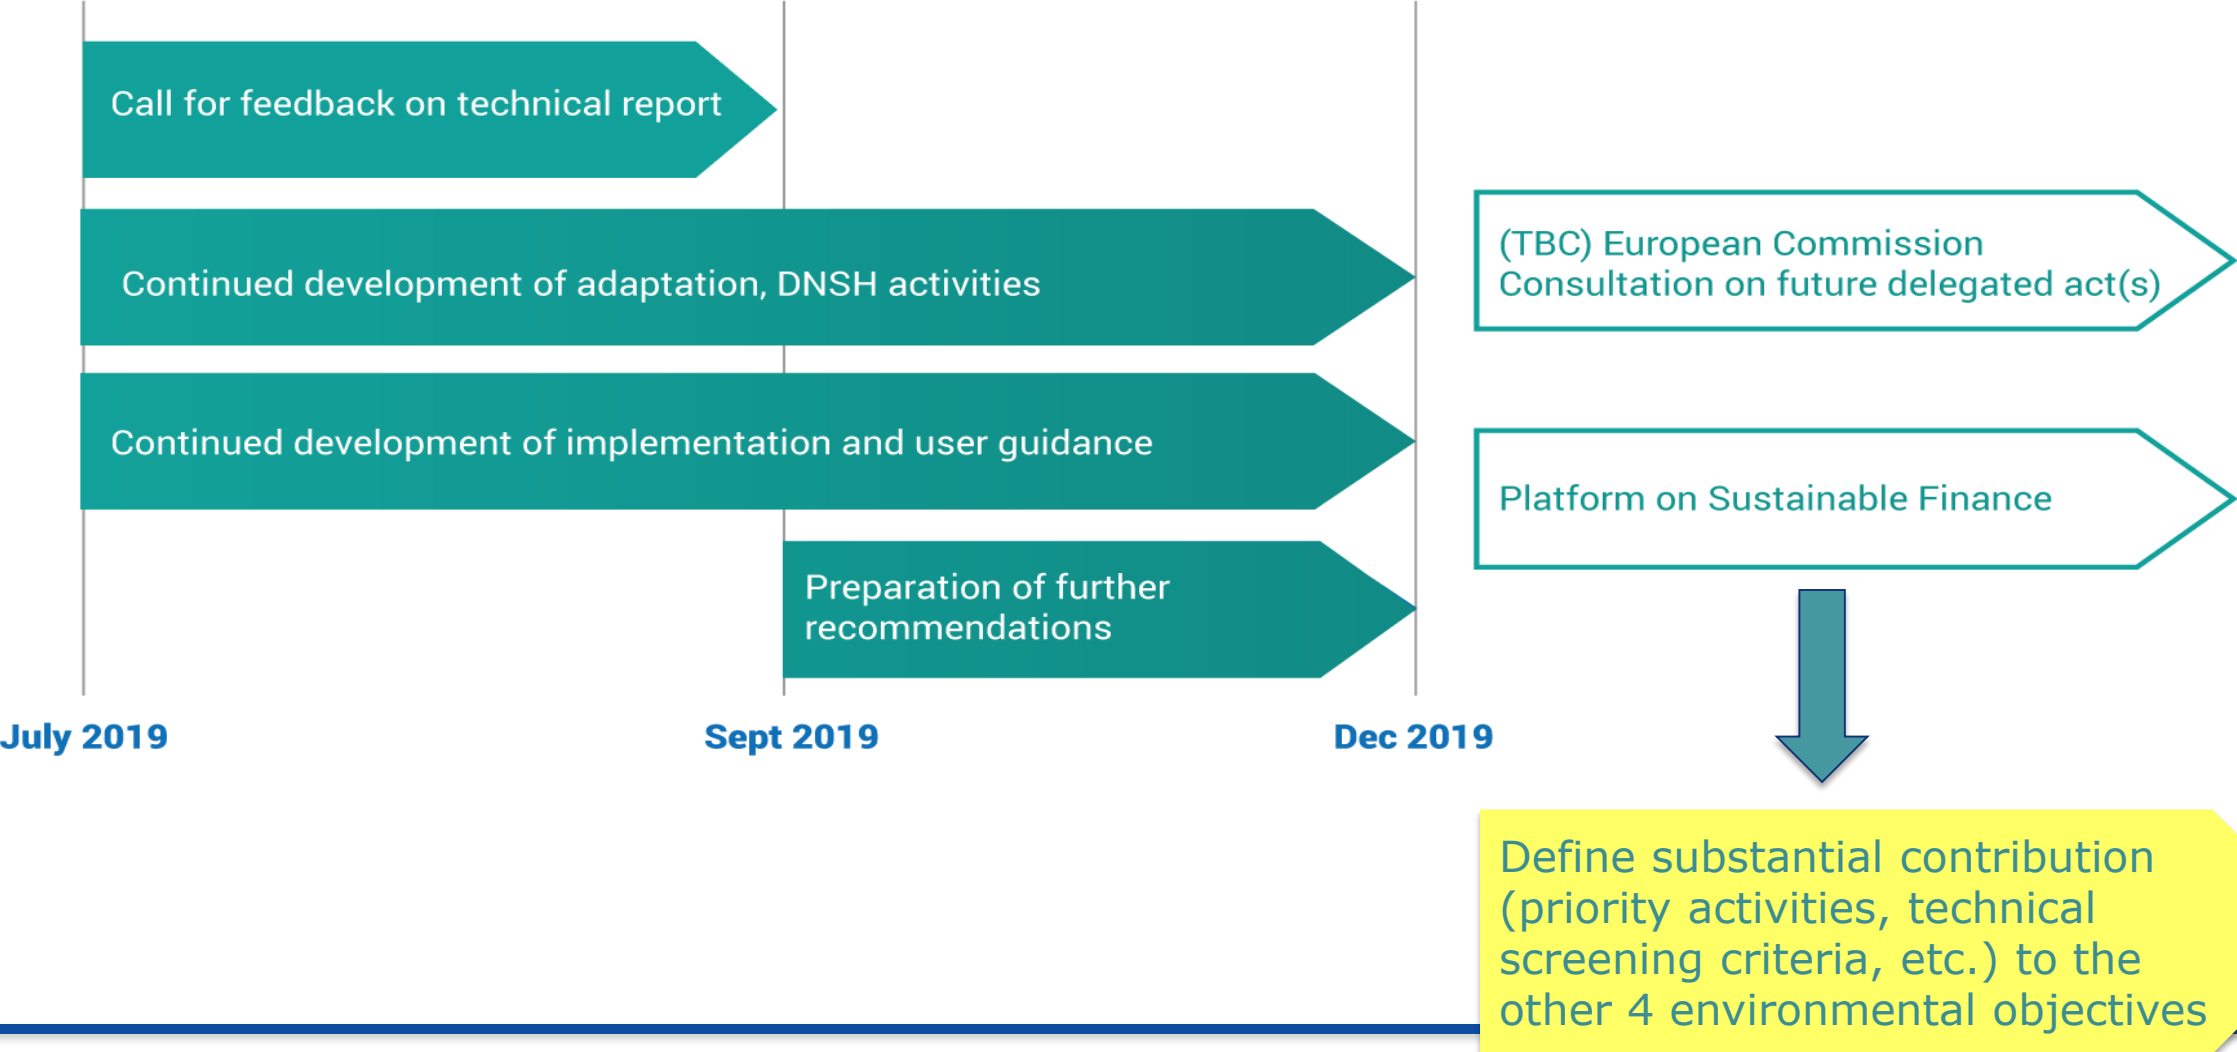 Call for feedback on technical report
Continued development of adaptation, DNSH activities
(TBC) European Commission
Consultation on future delegated act(s)
Continued development of implementation and user guidance
Platform on Sustainable Finance
Preparation of further
recommendations
July 2019
Sept 2019
Dec 2019
Define substantial contribution
(priority activities, technical
screening criteria, etc.) to the
other 4 environmental objectives